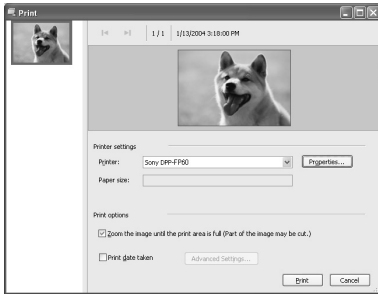 Print
1 / 1 1/13/2004 3:18:00 PM
Printer settings
Printer: Sony DPP-FP60 Properties...
Paper size:
Print options
Zoom the image until the print area is full (Part of the image may be cut.)
Print date taken Advanced Settings...
Print Cancel